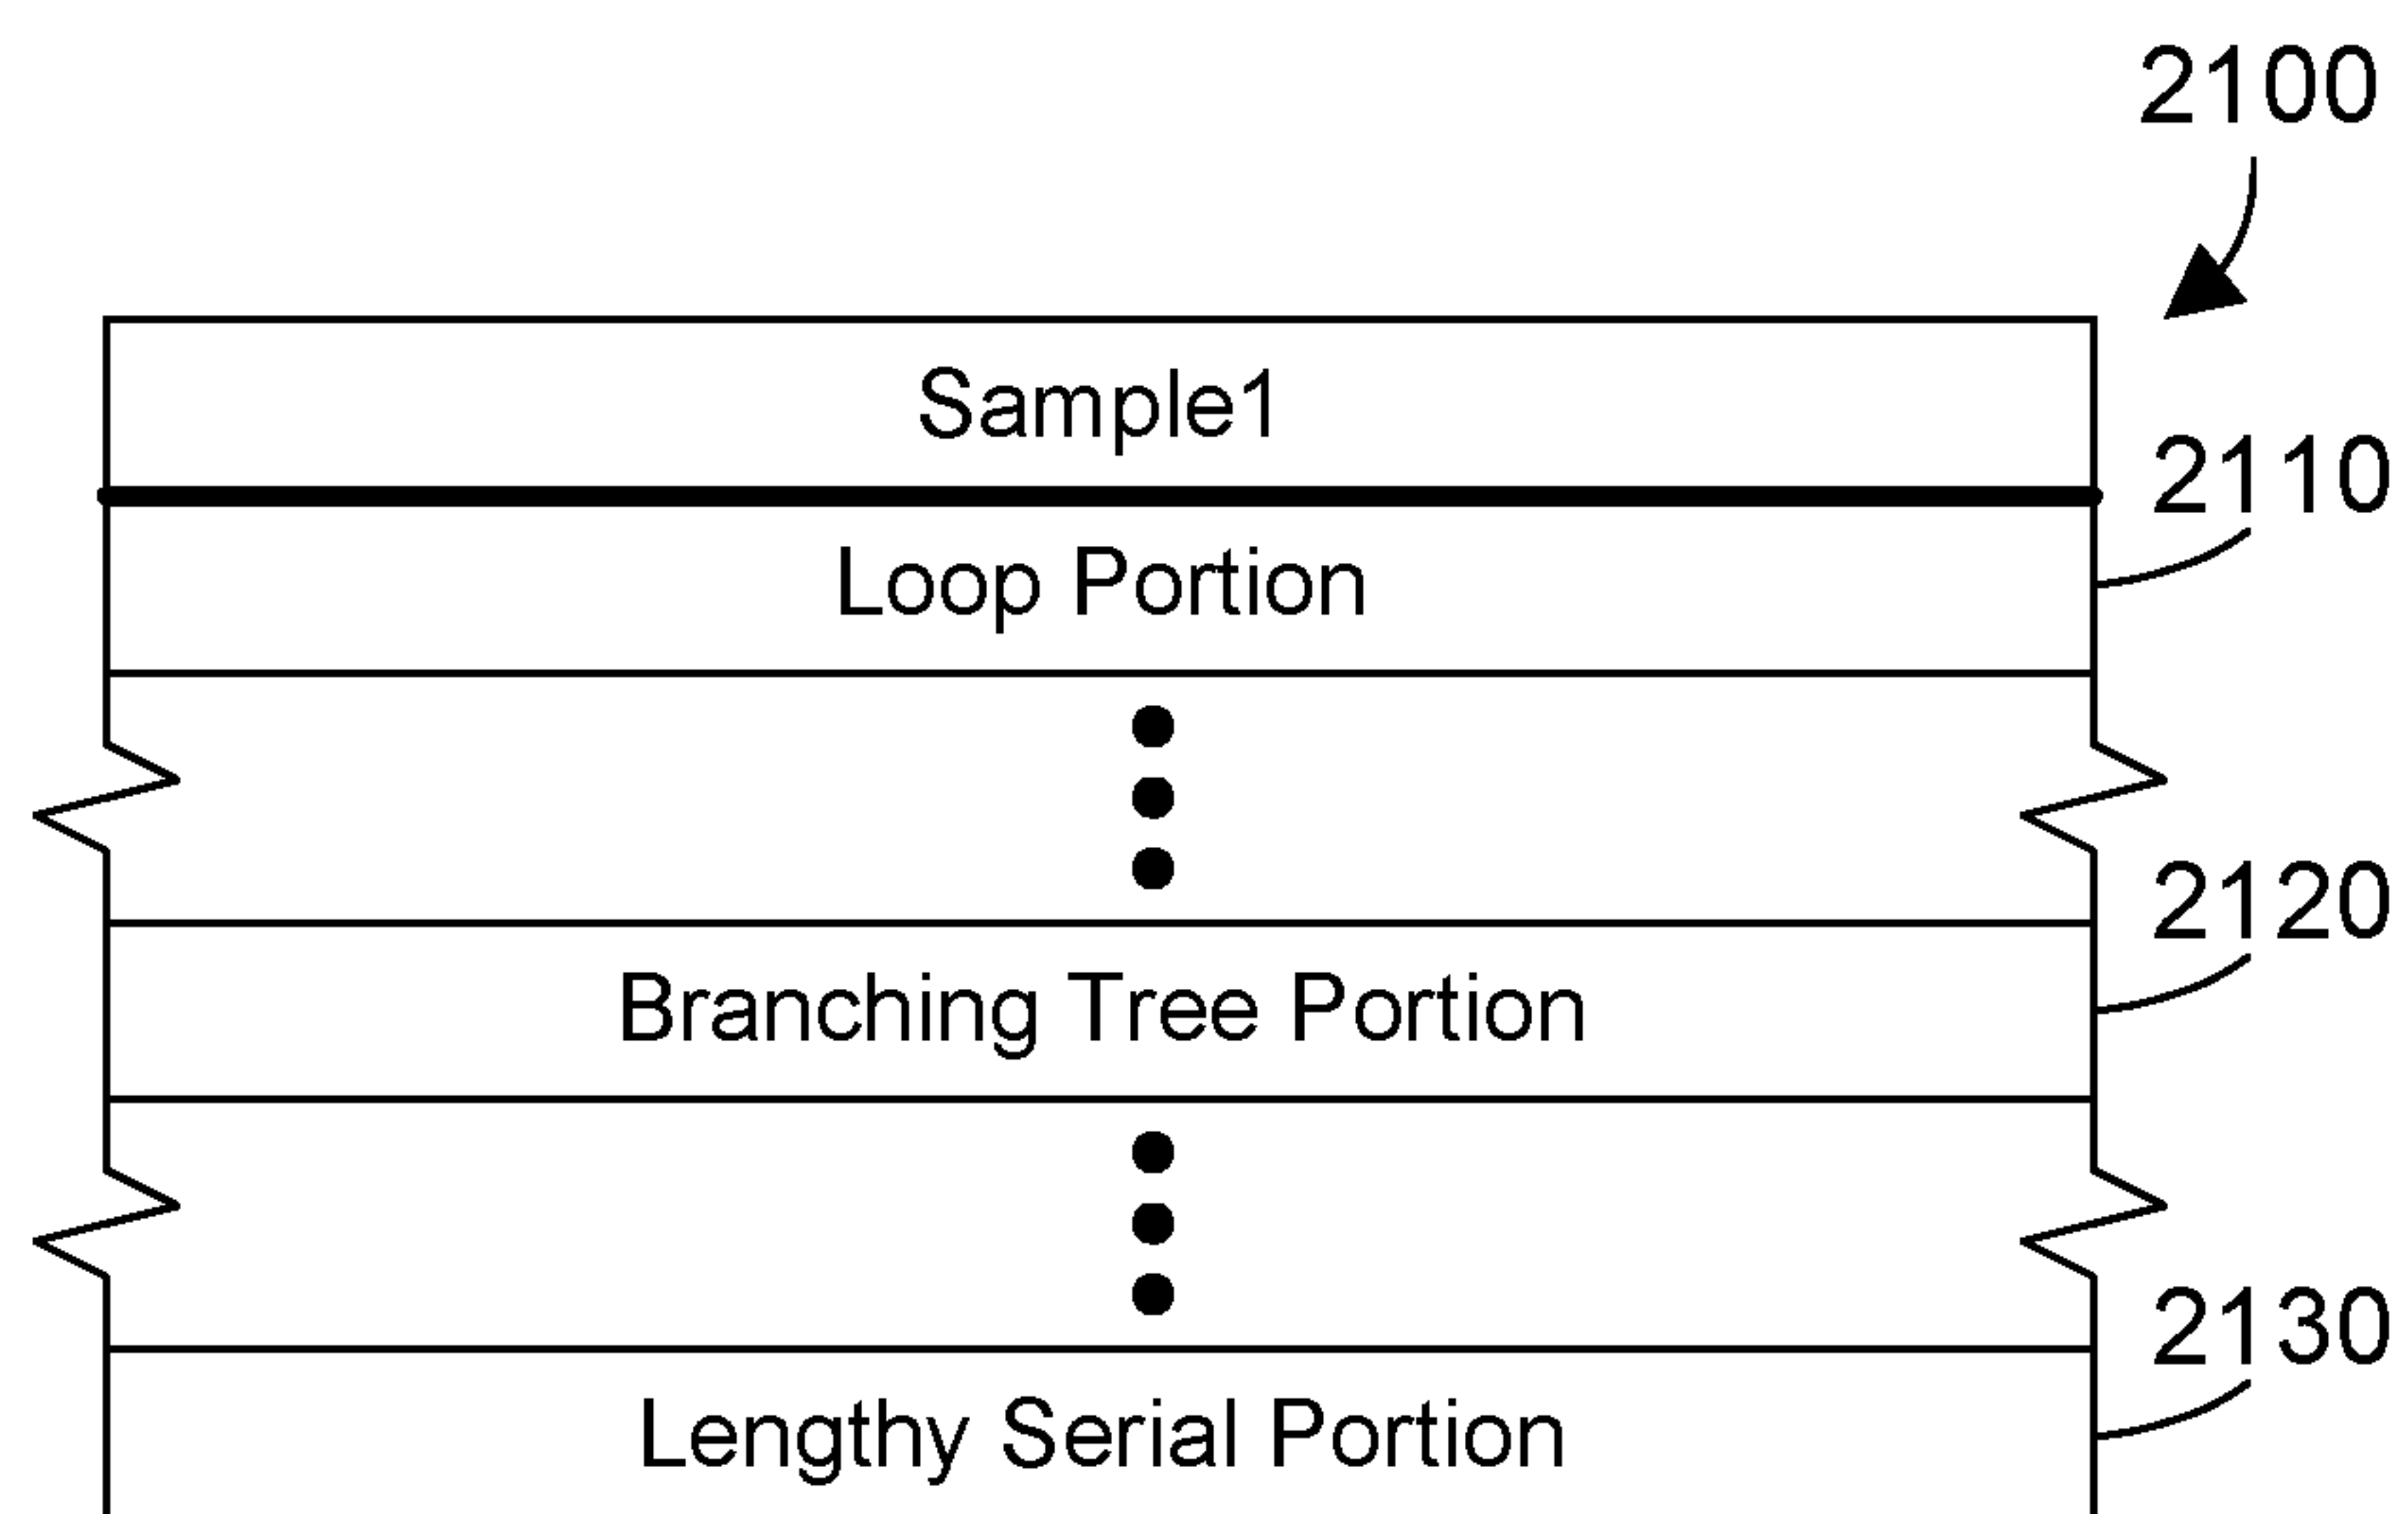 2100
Sample1
2110
Loop Portion
2120
Branching Tree Portion
2130
Lengthy Serial Portion